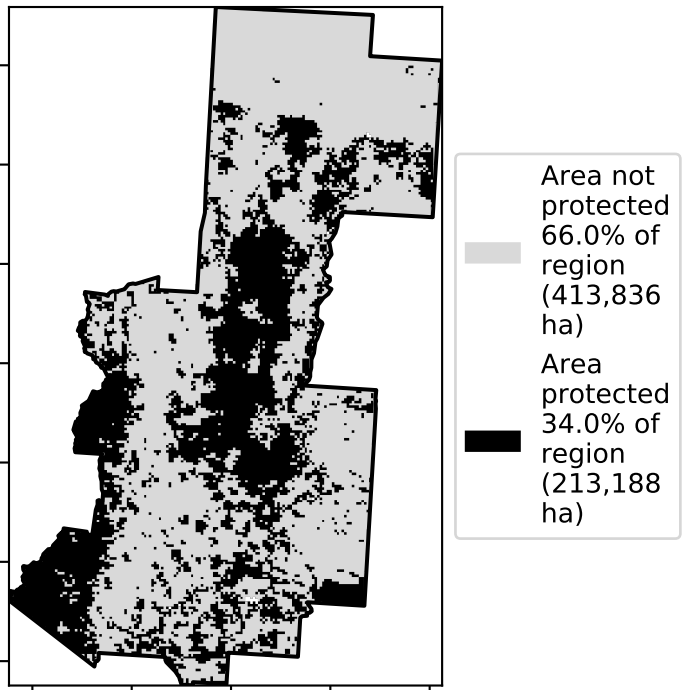 Area not
protected
66.0% of
region
(413,836
ha)
Area
protected
34.0% of
region
(213,188
ha)